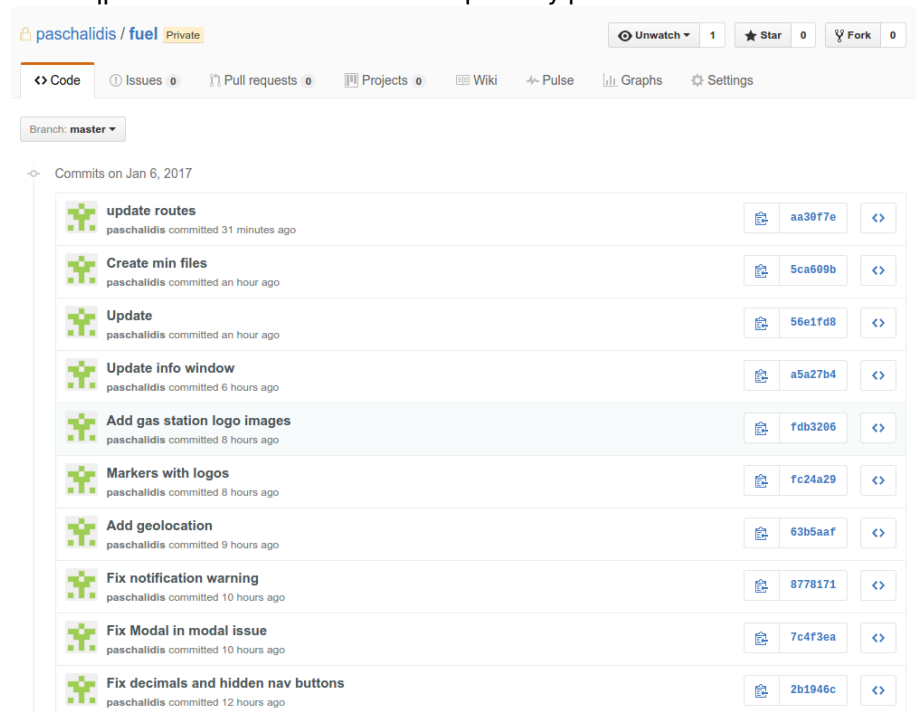 paschalidis / fuel Private
Unwatch 1 Star 0 Fork 0
Code Issues 0 Pull requests 0 Projects 0 Wiki Pulse Graphs Settings
Branch: master
Commits on Jan 6, 2017
update routes
paschalidis committed 31 minutes ago
aa30f7e
Create min files
paschalidis committed an hour ago
5ca609b
Update
paschalidis committed an hour ago
56e1fd8
Update info window
paschalidis committed 6 hours ago
a5a27b4
Add gas station logo images
paschalidis committed 8 hours ago
fdb3206
Markers with logos
paschalidis committed 8 hours ago
fc24a29
Add geolocation
paschalidis committed 9 hours ago
63b5aaf
Fix notification warning
paschalidis committed 10 hours ago
8778171
Fix Modal in modal issue
paschalidis committed 10 hours ago
7c4f3ea
Fix decimals and hidden nav buttons
paschalidis committed 12 hours ago
2b1946c